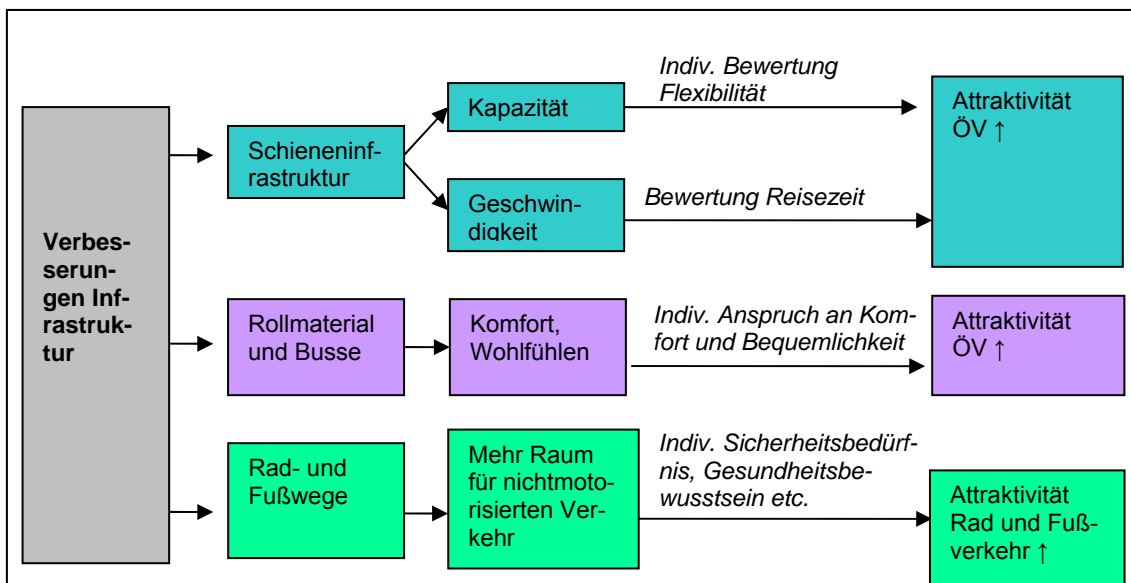 Verbes-
serun-
gen Inf-
rastruk-
tur
Schieneninf-
rastruktur
Kapazität
Indiv. Bewertung
Flexibilität
Geschwin-
digkeit
Bewertung Reisezeit
Attraktivität
ÖV ↑
Rollmaterial
und Busse
Komfort,
Wohlfühlen
Indiv. Anspruch an Kom-
fort und Bequemlichkeit
Attraktivität
ÖV ↑
Rad- und
Fußwege
Mehr Raum
für nichtmoto-
risierten Ver-
kehr
Indiv. Sicherheitsbedürf-
nis, Gesundheitsbe-
wusstsein etc.
Attraktivität
Rad und Fuß-
verkehr ↑